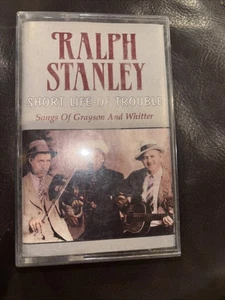 RALPH
STANLEY
SHORT LIFE OF TROUBLE
Songs Of Grayson And Whitter